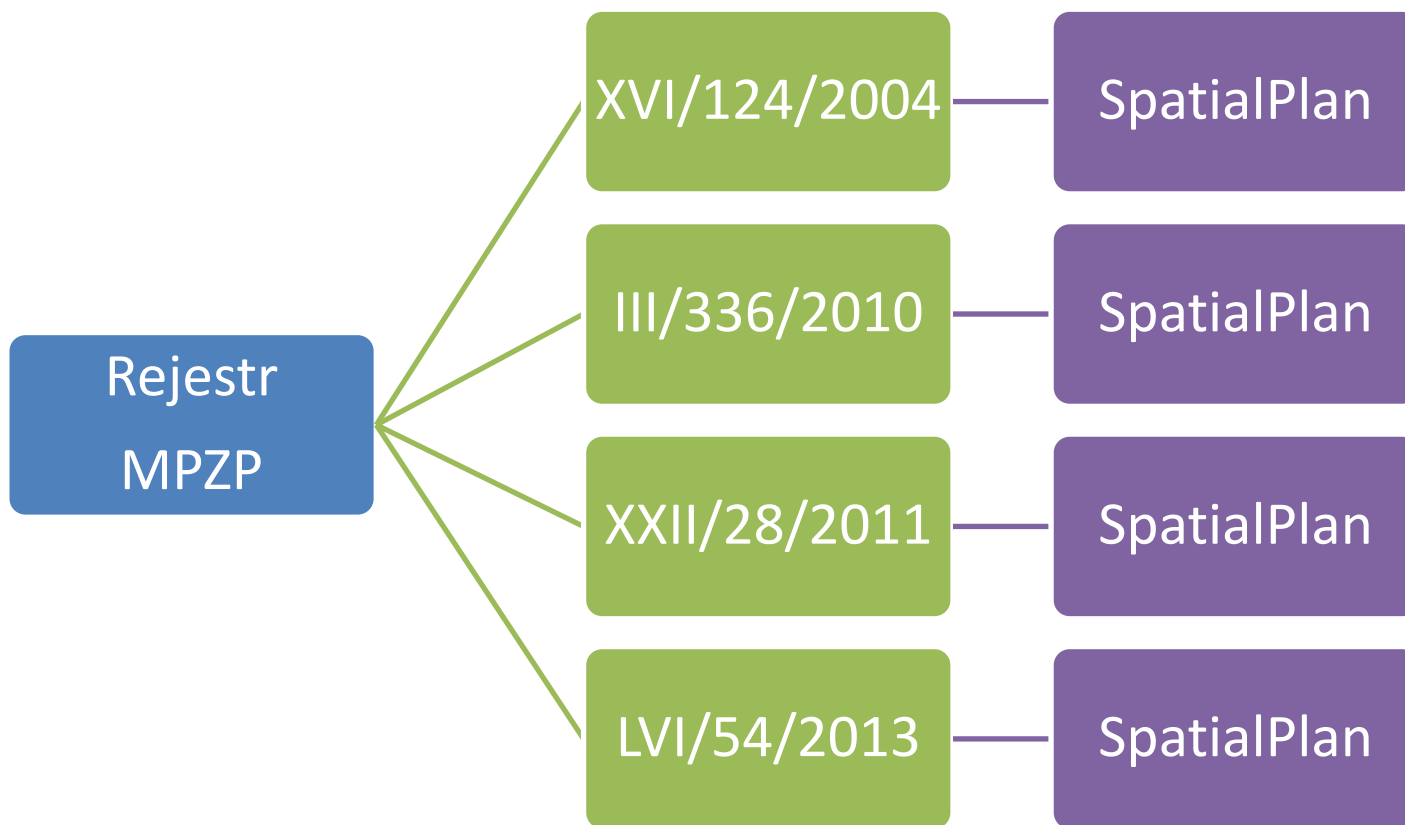 Rejestr
MPZP
XVI/124/2004
SpatialPlan
III/336/2010
SpatialPlan
XXII/28/2011
SpatialPlan
LVI/54/2013
SpatialPlan